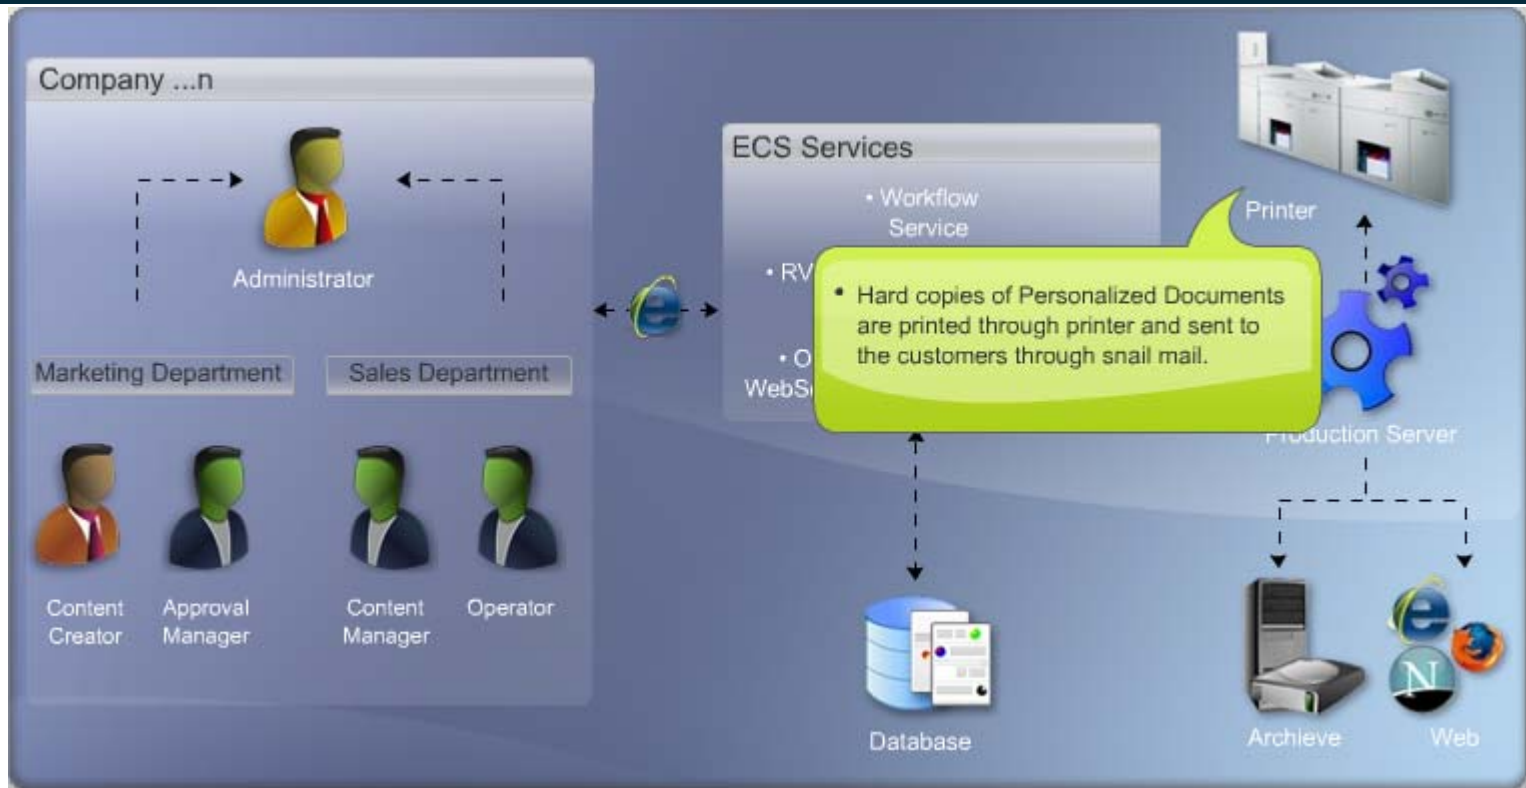 Company ...n
Administrator
Marketing Department
Sales Department
Content
Creator
Approval
Manager
Content
Manager
Operator
ECS Services
• Workflow
Service
• RV
• O
Printer
• Hard copies of Personalized Documents
are printed through printer and sent to
the customers through snail mail.
Production Server
Database
Archieve
Web
N